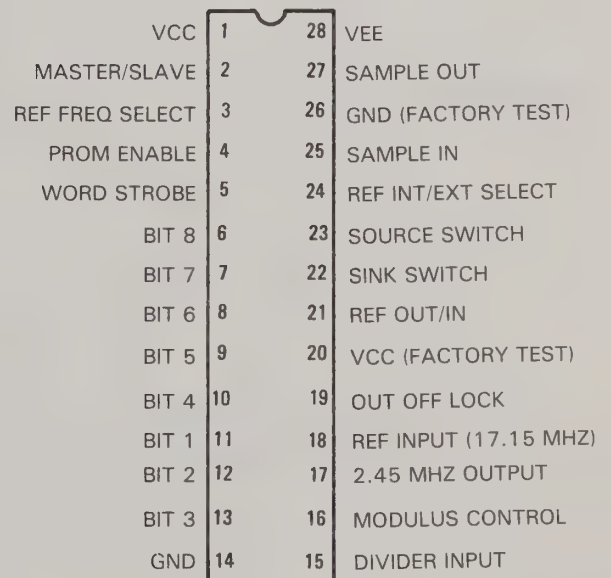 VCC 1 28 VEE
MASTER/SLAVE 2 27 SAMPLE OUT
REF FREQ SELECT 3 26 GND (FACTORY TEST)
PROM ENABLE 4 25 SAMPLE IN
WORD STROBE 5 24 REF INT/EXT SELECT
BIT 8 6 23 SOURCE SWITCH
BIT 7 7 22 SINK SWITCH
BIT 6 8 21 REF OUT/IN
BIT 5 9 20 VCC (FACTORY TEST)
BIT 4 10 19 OUT OFF LOCK
BIT 1 11 18 REF INPUT (17.15 MHZ)
BIT 2 12 17 2.45 MHZ OUTPUT
BIT 3 13 16 MODULUS CONTROL
GND 14 15 DIVIDER INPUT